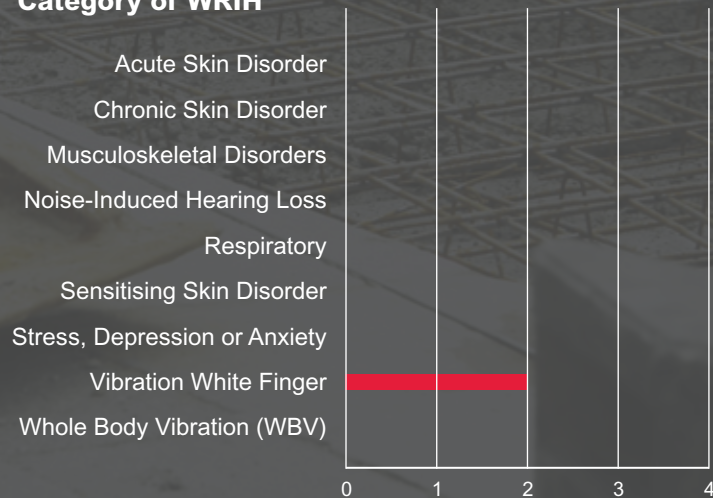 Category of WRIH
Acute Skin Disorder
Chronic Skin Disorder
Musculoskeletal Disorders
Noise-Induced Hearing Loss
Respiratory
Sensitising Skin Disorder
Stress, Depression or Anxiety
Vibration White Finger
Whole Body Vibration (WBV)
0 1 2 3 4